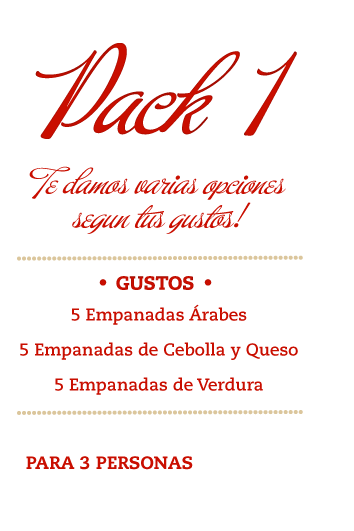 Pack 1
Te damos varias opciones
segun tus gustos!
• GUSTOS •
5 Empanadas Árabes
5 Empanadas de Cebolla y Queso
5 Empanadas de Verdura
PARA 3 PERSONAS